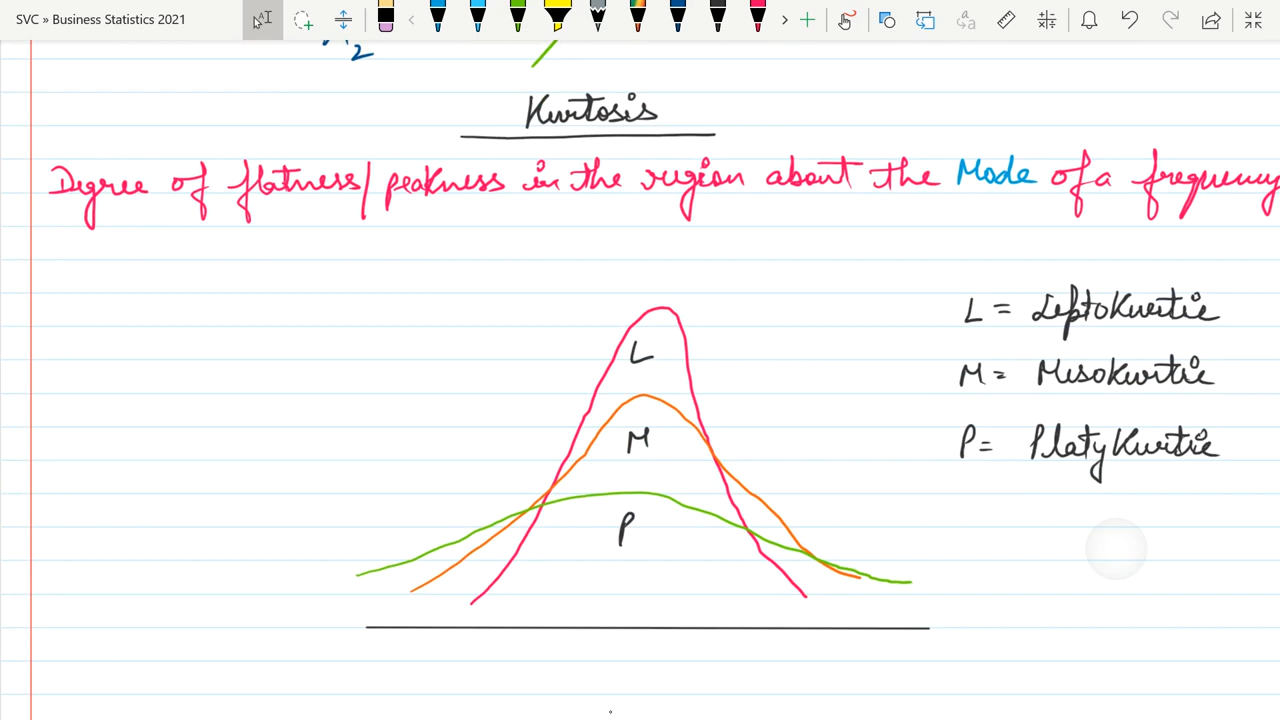 SVC » Business Statistics 2021
2
Kurtosis
Degree of flatness/peakness in the region about the Mode of a frequency
L = LeptoKurtic
M = MesoKurtic
P = PlatyKurtic
L
M
P